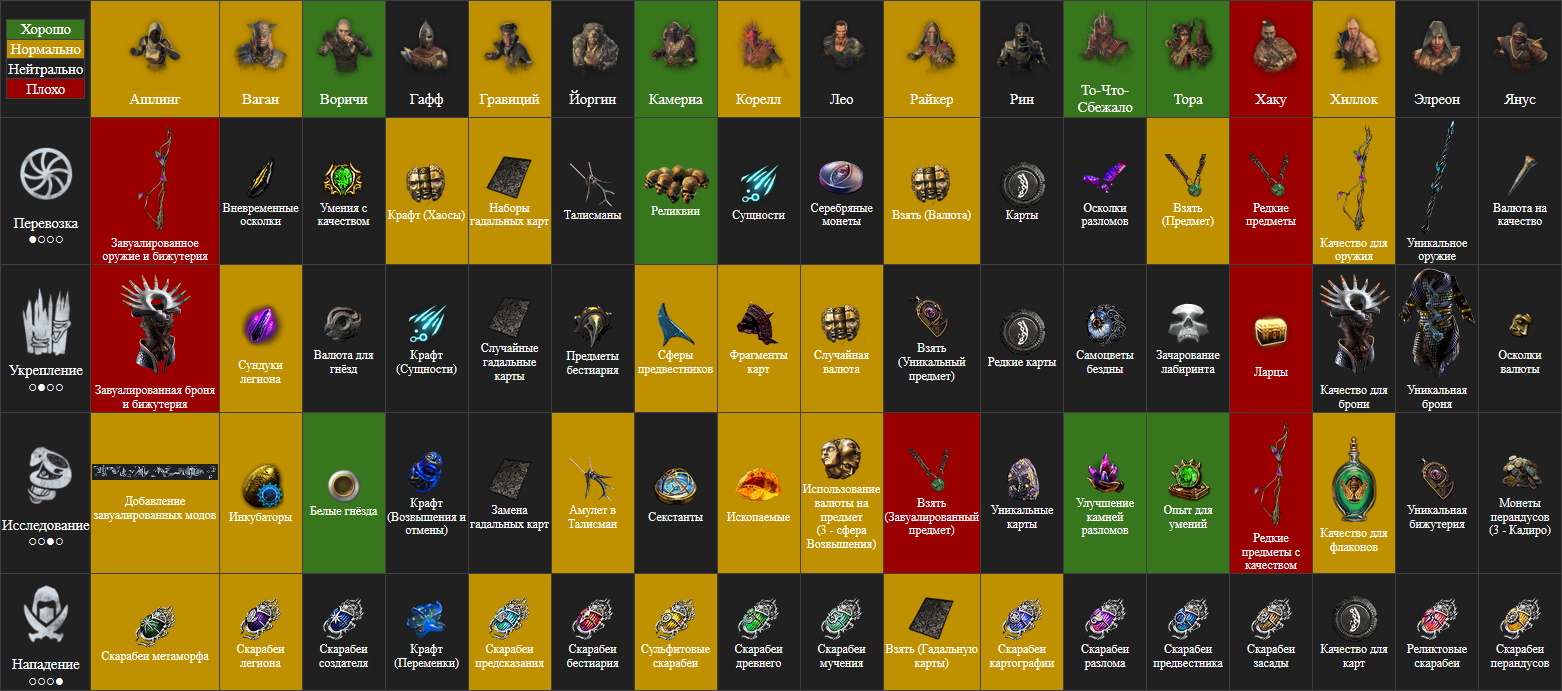 Хорошо
Нормально
Нейтрально
Плохо
Ашлинг
Ваган
Воричи
Гафф
Гравиций
Йоргин
Камериа
Корелл
Лео
Райкер
Рин
То-Что-
Сбежало
Тора
Хаку
Хиллок
Элреон
Янус
Перевозка
Завуалированное
оружие и бижутерия
Вневременные
осколки
Умения с
качеством
Крафт (Хаосы)
Наборы
гадальных карт
Талисманы
Реликвии
Сущности
Серебряные
монеты
Взять (Валюта)
Карты
Осколки
разломов
Взять
(Предмет)
Редкие
предметы
Качество для
оружия
Уникальное
оружие
Валюта на
качество
Укрепление
Завуалированная броня
и бижутерия
Сундуки
легиона
Валюта для
гнёзд
Крафт
(Сущности)
Случайные
гадальные
карты
Предметы
бестиария
Сферы
предвестников
Фрагменты
карт
Случайная
валюта
Взять
(Уникальный
предмет)
Редкие карты
Самоцветы
бездны
Зачарование
лабиринта
Ларцы
Качество для
брони
Уникальная
броня
Осколки
валюты
Исследование
Добавление
завуалированных модов
Инкубаторы
Белые гнёзда
Крафт
(Возвышения и
отмены)
Замена
гадальных карт
Амулет в
Талисман
Секстанты
Ископаемые
Использование
валюты на
предмет
(3 - сфера
Возвышения)
Взять
(Завуалированный
предмет)
Уникальные
карты
Улучшение
камней
разломов
Опыт для
умений
Редкие
предметы с
качеством
Качество для
флаконов
Уникальная
бижутерия
Монеты
перандусов
(3 - Кадиро)
Нападение
Скарабеи метаморфа
Скарабеи
легиона
Скарабеи
создателя
Крафт
(Переменки)
Скарабеи
предсказания
Скарабеи
бестиария
Сульфитовые
скарабеи
Скарабеи
древнего
Скарабеи
мучения
Взять (Гадальную
карты)
Скарабеи
картографии
Скарабеи
разлома
Скарабеи
предвестника
Скарабеи
засады
Качество для
карт
Реликтовые
скарабеи
Скарабеи
перандусов